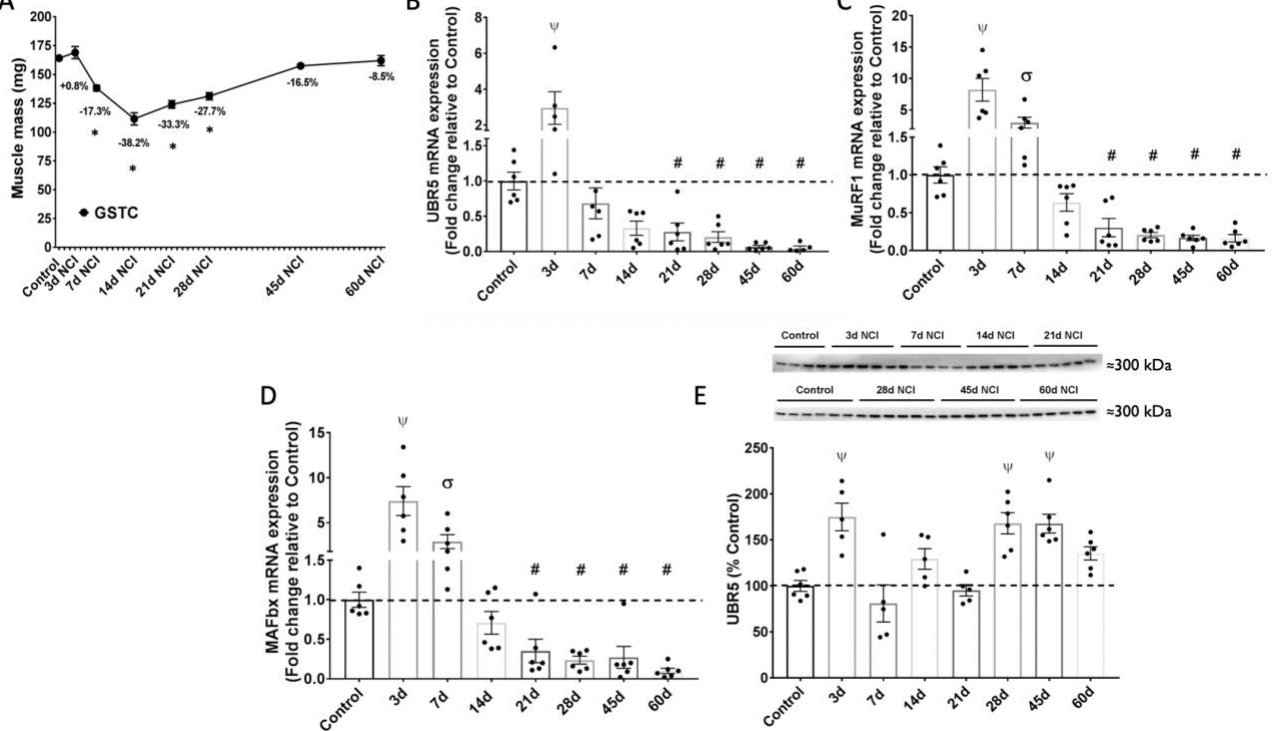 A
200
175
150
125
100
75
50
25
0
Muscle mass (mg)
+0.8%
-17.3%
*
-38.2%
*
-33.3%
*
-27.7%
*
-16.5%
-8.5%
GSTC
Control
3d NCI
7d NCI
14d NCI
21d NCI
28d NCI
45d NCI
60d NCI
B
UBR5 mRNA expression
(Fold change relative to Control)
8
6
4
2
1.5
1.0
0.5
0.0
ψ
# # # #
Control
3d
7d
14d
21d
28d
45d
60d
C
MuRF1 mRNA expression
(Fold change relative to Control)
20
15
10
5
1.5
1.0
0.5
0.0
ψ
σ
# # # #
Control
3d
7d
14d
21d
28d
45d
60d
D
MAFbx mRNA expression
(Fold change relative to Control)
15
10
5
1.5
1.0
0.5
0.0
ψ
σ
# # # #
Control
3d
7d
14d
21d
28d
45d
60d
E
Control 3d NCI 7d NCI 14d NCI 21d NCI
≈300 kDa
Control 28d NCI 45d NCI 60d NCI
≈300 kDa
UBR5 (% Control)
250
200
150
100
50
0
ψ
ψ
ψ
Control
3d
7d
14d
21d
28d
45d
60d